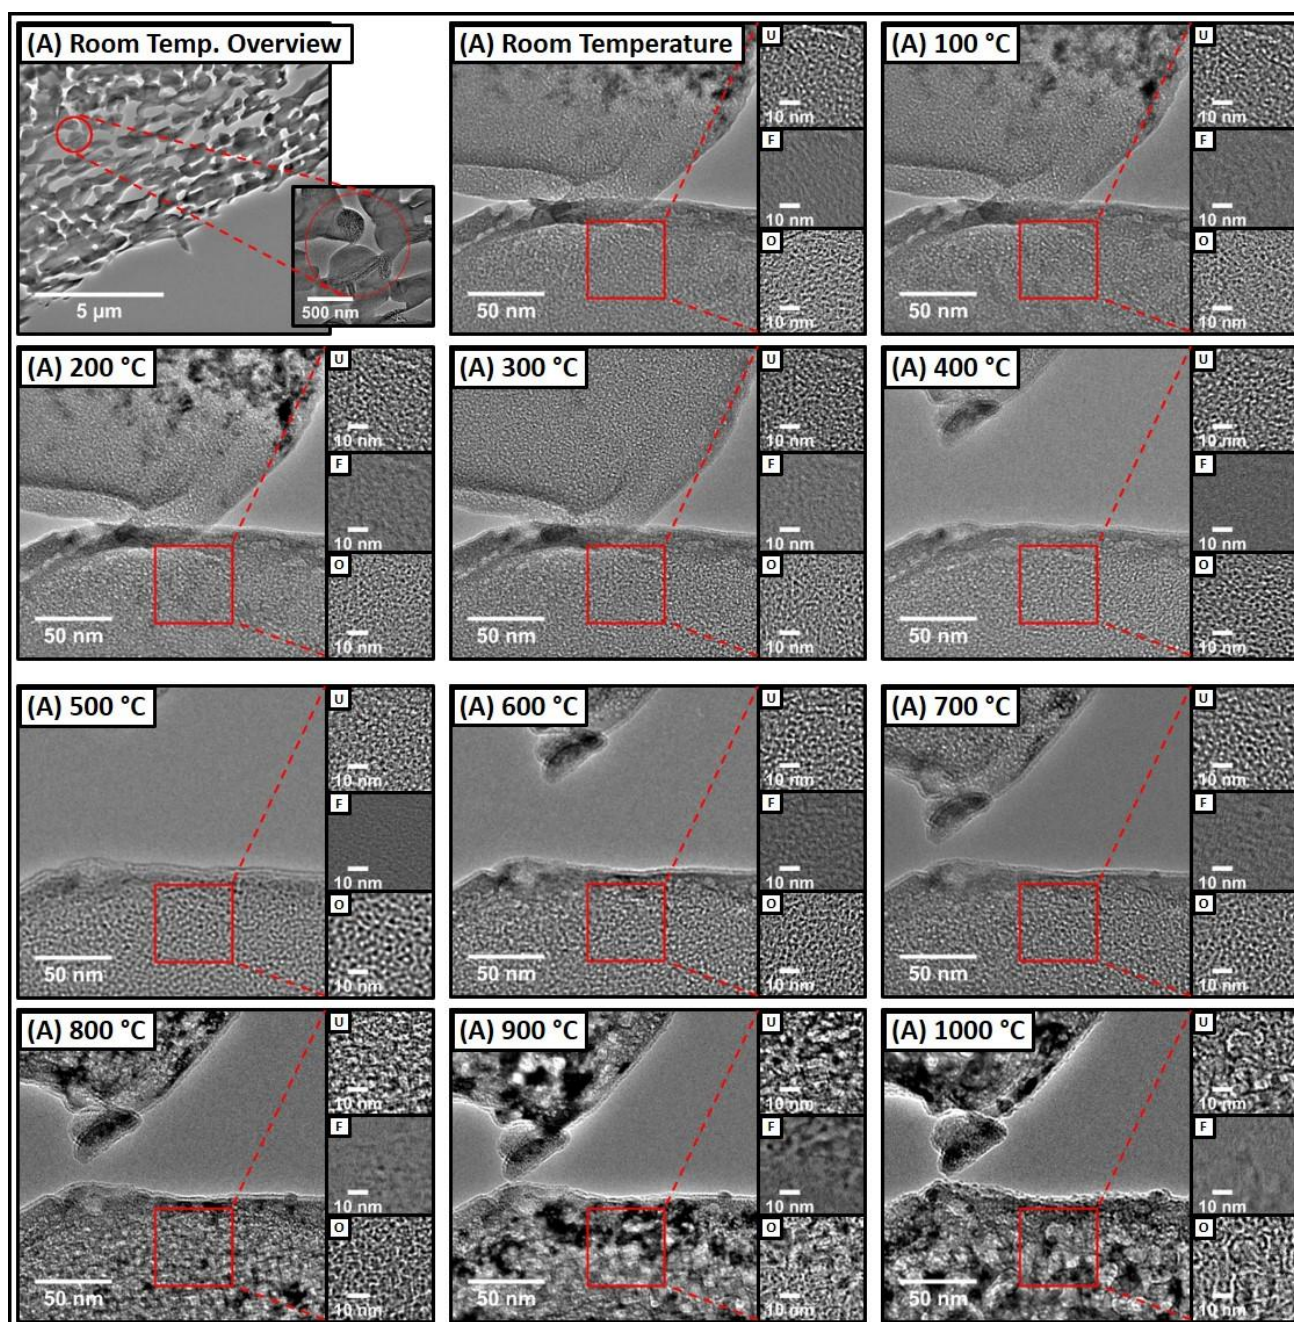 (A) Room Temp. Overview
5 µm
500 nm
(A) Room Temperature
50 nm
U
10 nm
F
10 nm
O
10 nm
(A) 100 °C
50 nm
U
10 nm
F
10 nm
O
10 nm
(A) 200 °C
50 nm
U
10 nm
F
10 nm
O
10 nm
(A) 300 °C
50 nm
U
10 nm
F
10 nm
O
10 nm
(A) 400 °C
50 nm
U
10 nm
F
10 nm
O
10 nm
(A) 500 °C
50 nm
U
10 nm
F
10 nm
O
10 nm
(A) 600 °C
50 nm
U
10 nm
F
10 nm
O
10 nm
(A) 700 °C
50 nm
U
10 nm
F
10 nm
O
10 nm
(A) 800 °C
50 nm
U
10 nm
F
10 nm
O
10 nm
(A) 900 °C
50 nm
U
10 nm
F
10 nm
O
10 nm
(A) 1000 °C
50 nm
U
10 nm
F
10 nm
O
10 nm